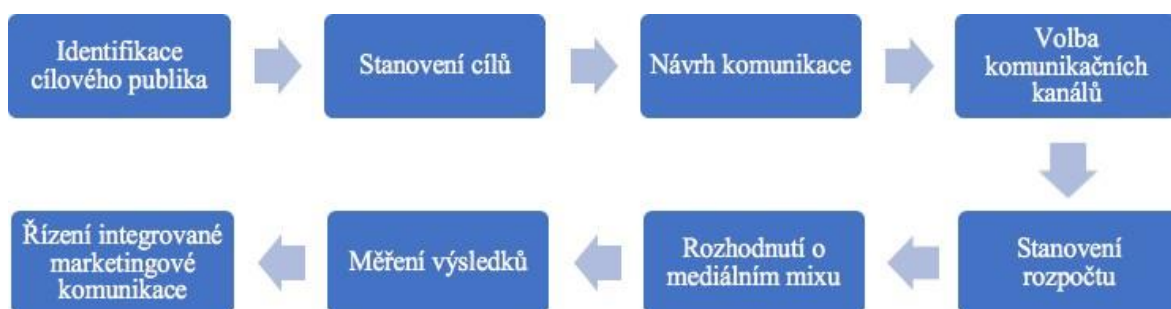 Identifikace
cílového publika
Stanovení cílů
Návrh komunikace
Volba
komunikačních
kanálů
Stanovení
rozpočtu
Rozhodnutí o
mediálním mixu
Měření výsledků
Řízení integrované
marketingové
komunikace